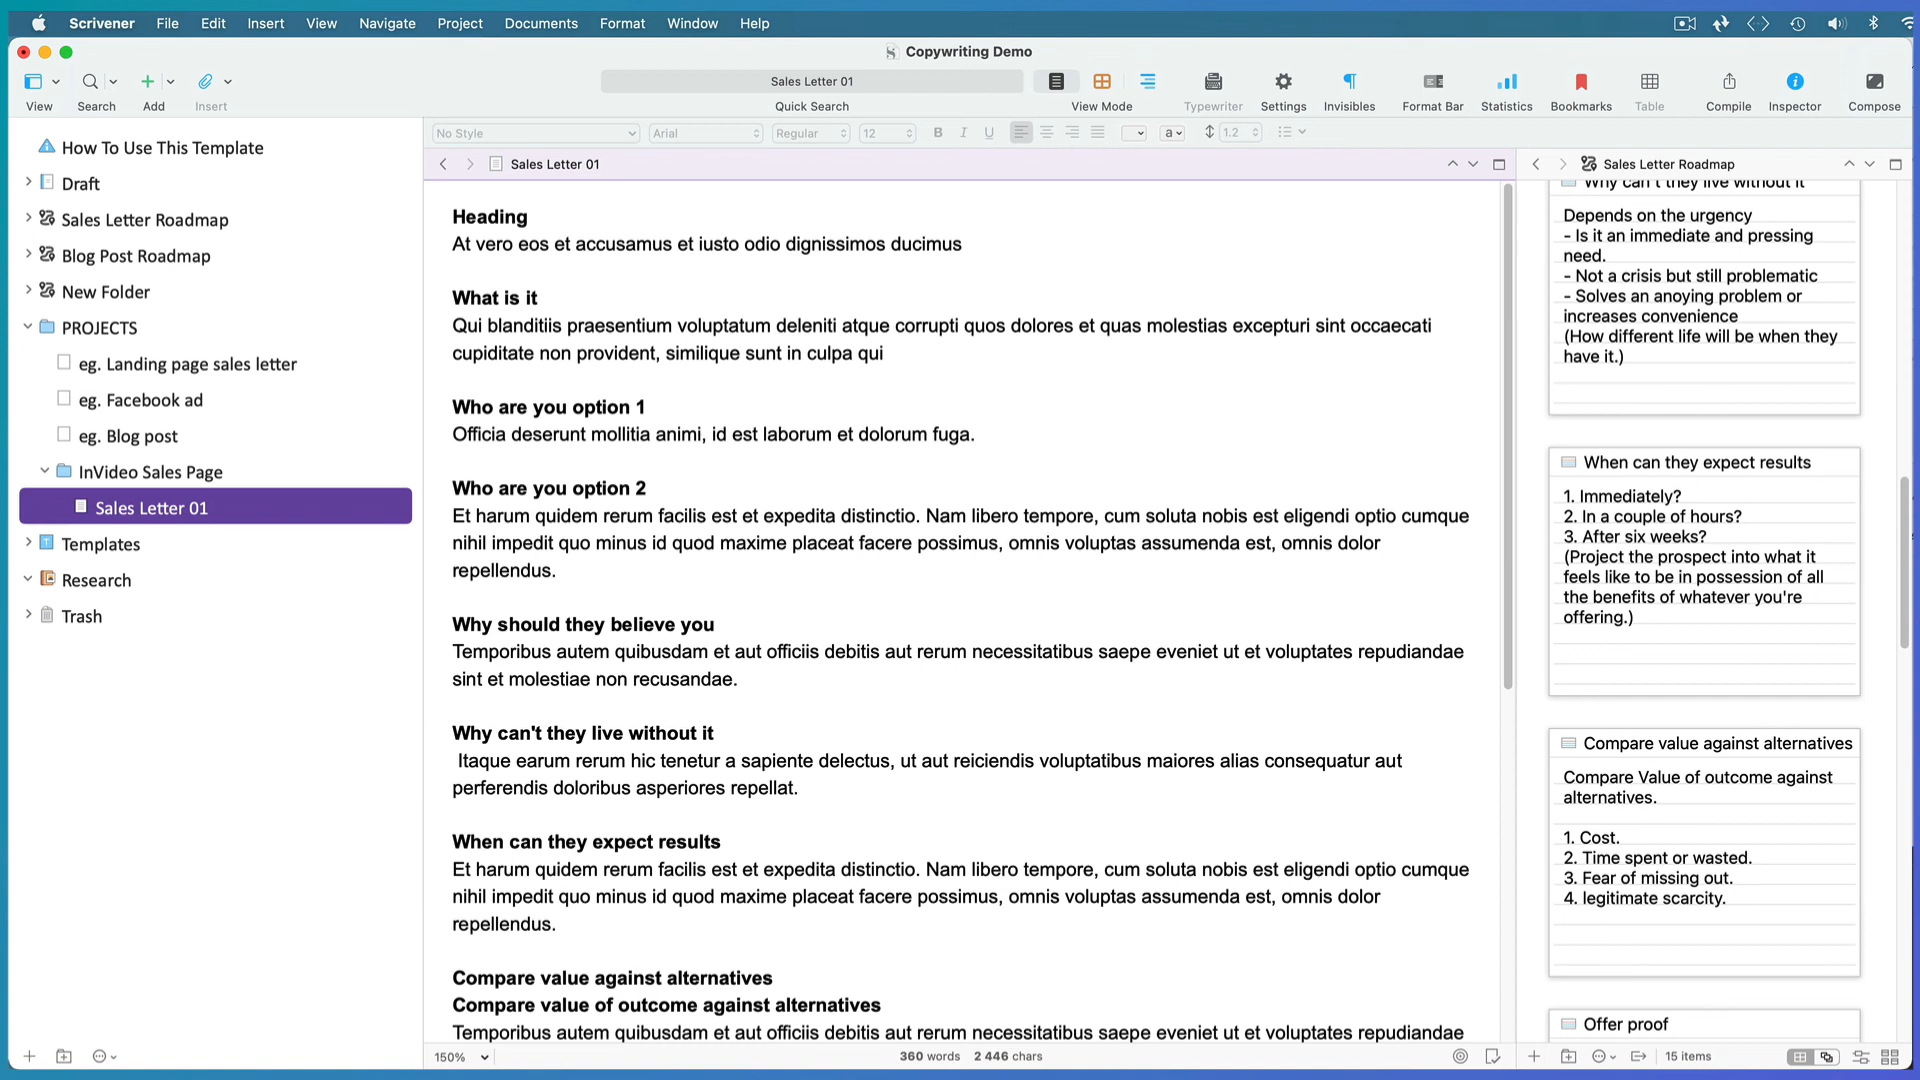 Scrivener File Edit Insert View Navigate Project Documents Format Window Help
Copywriting Demo
Sales Letter 01
View Search Add Insert Quick Search View Mode Typewriter Settings Invisibles Format Bar Statistics Bookmarks Table Compile Inspector Compose
No Style Arial Regular 12 B I U a 1.2
How To Use This Template
Draft
Sales Letter Roadmap
Blog Post Roadmap
New Folder
PROJECTS
eg. Landing page sales letter
eg. Facebook ad
eg. Blog post
InVideo Sales Page
Sales Letter 01
Templates
Research
Trash
Sales Letter 01
Heading
At vero eos et accusamus et iusto odio dignissimos ducimus
What is it
Qui blanditiis praesentium voluptatum deleniti atque corrupti quos dolores et quas molestias excepturi sint occaecati
cupiditate non provident, similique sunt in culpa qui
Who are you option 1
Officia deserunt mollitia animi, id est laborum et dolorum fuga.
Who are you option 2
Et harum quidem rerum facilis est et expedita distinctio. Nam libero tempore, cum soluta nobis est eligendi optio cumque
nihil impedit quo minus id quod maxime placeat facere possimus, omnis voluptas assumenda est, omnis dolor
repellendus.
Why should they believe you
Temporibus autem quibusdam et aut officiis debitis aut rerum necessitatibus saepe eveniet ut et voluptates repudiandae
sint et molestiae non recusandae.
Why can't they live without it
Itaque earum rerum hic tenetur a sapiente delectus, ut aut reiciendis voluptatibus maiores alias consequatur aut
perferendis doloribus asperiores repellat.
When can they expect results
Et harum quidem rerum facilis est et expedita distinctio. Nam libero tempore, cum soluta nobis est eligendi optio cumque
nihil impedit quo minus id quod maxime placeat facere possimus, omnis voluptas assumenda est, omnis dolor
repellendus.
Compare value against alternatives
Compare value of outcome against alternatives
Temporibus autem quibusdam et aut officiis debitis aut rerum necessitatibus saepe eveniet ut et voluptates repudiandae
150% 360 words 2 446 chars
Sales Letter Roadmap
Why can't they live without it
Depends on the urgency
- Is it an immediate and pressing
need.
- Not a crisis but still problematic
- Solves an anoying problem or
increases convenience
(How different life will be when they
have it.)
When can they expect results
1. Immediately?
2. In a couple of hours?
3. After six weeks?
(Project the prospect into what it
feels like to be in possession of all
the benefits of whatever you're
offering.)
Compare value against alternatives
Compare Value of outcome against
alternatives.
1. Cost.
2. Time spent or wasted.
3. Fear of missing out.
4. legitimate scarcity.
Offer proof
15 items